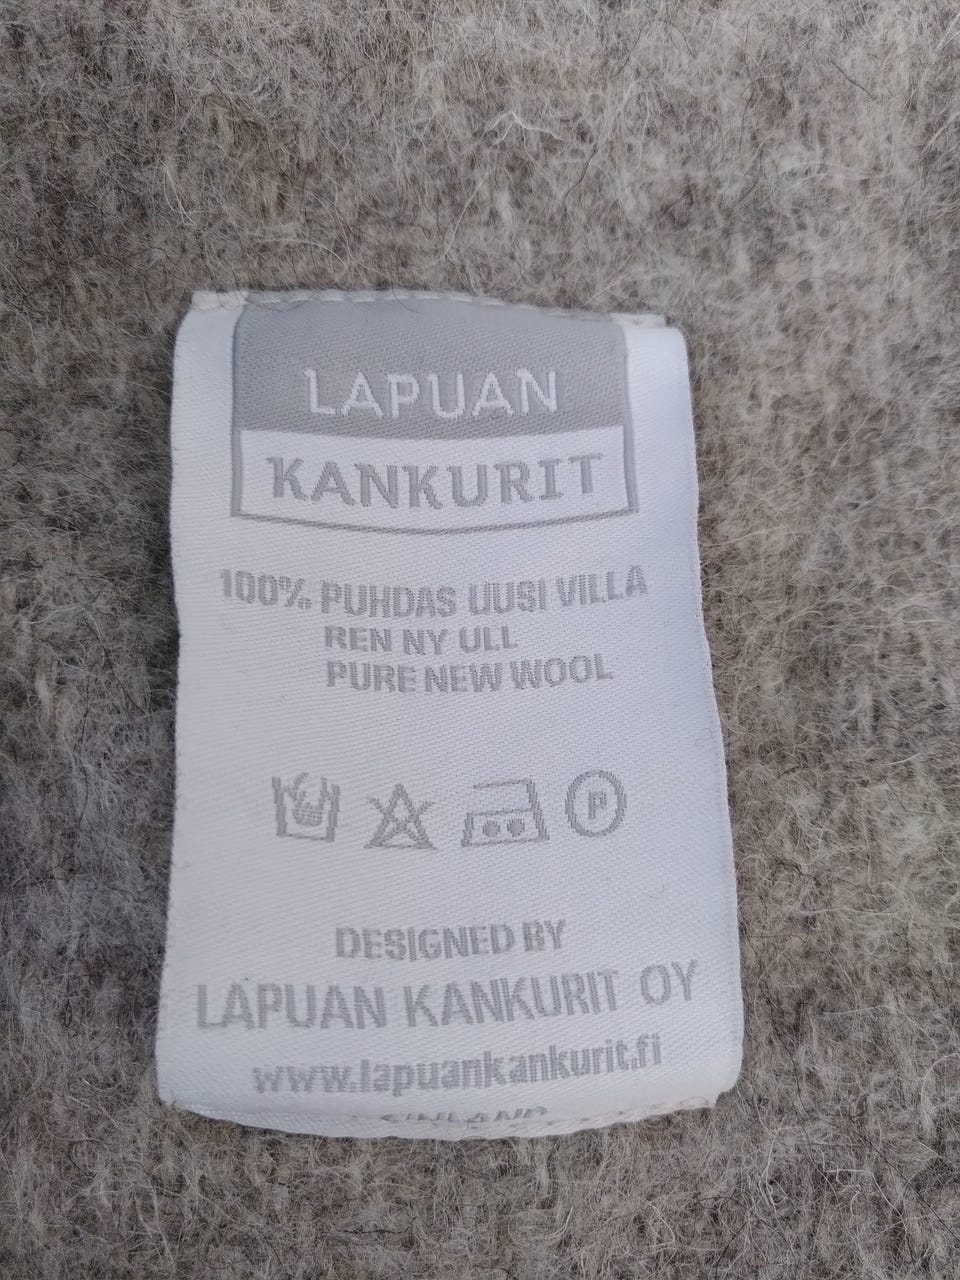 LAPUAN
KANKURIT
100% PUHDAS UUSI VILLA
REN NY ULL
PURE NEW WOOL
P
DESIGNED BY
LAPUAN KANKURIT OY
www.lapuankankurit.fi
FINLAND